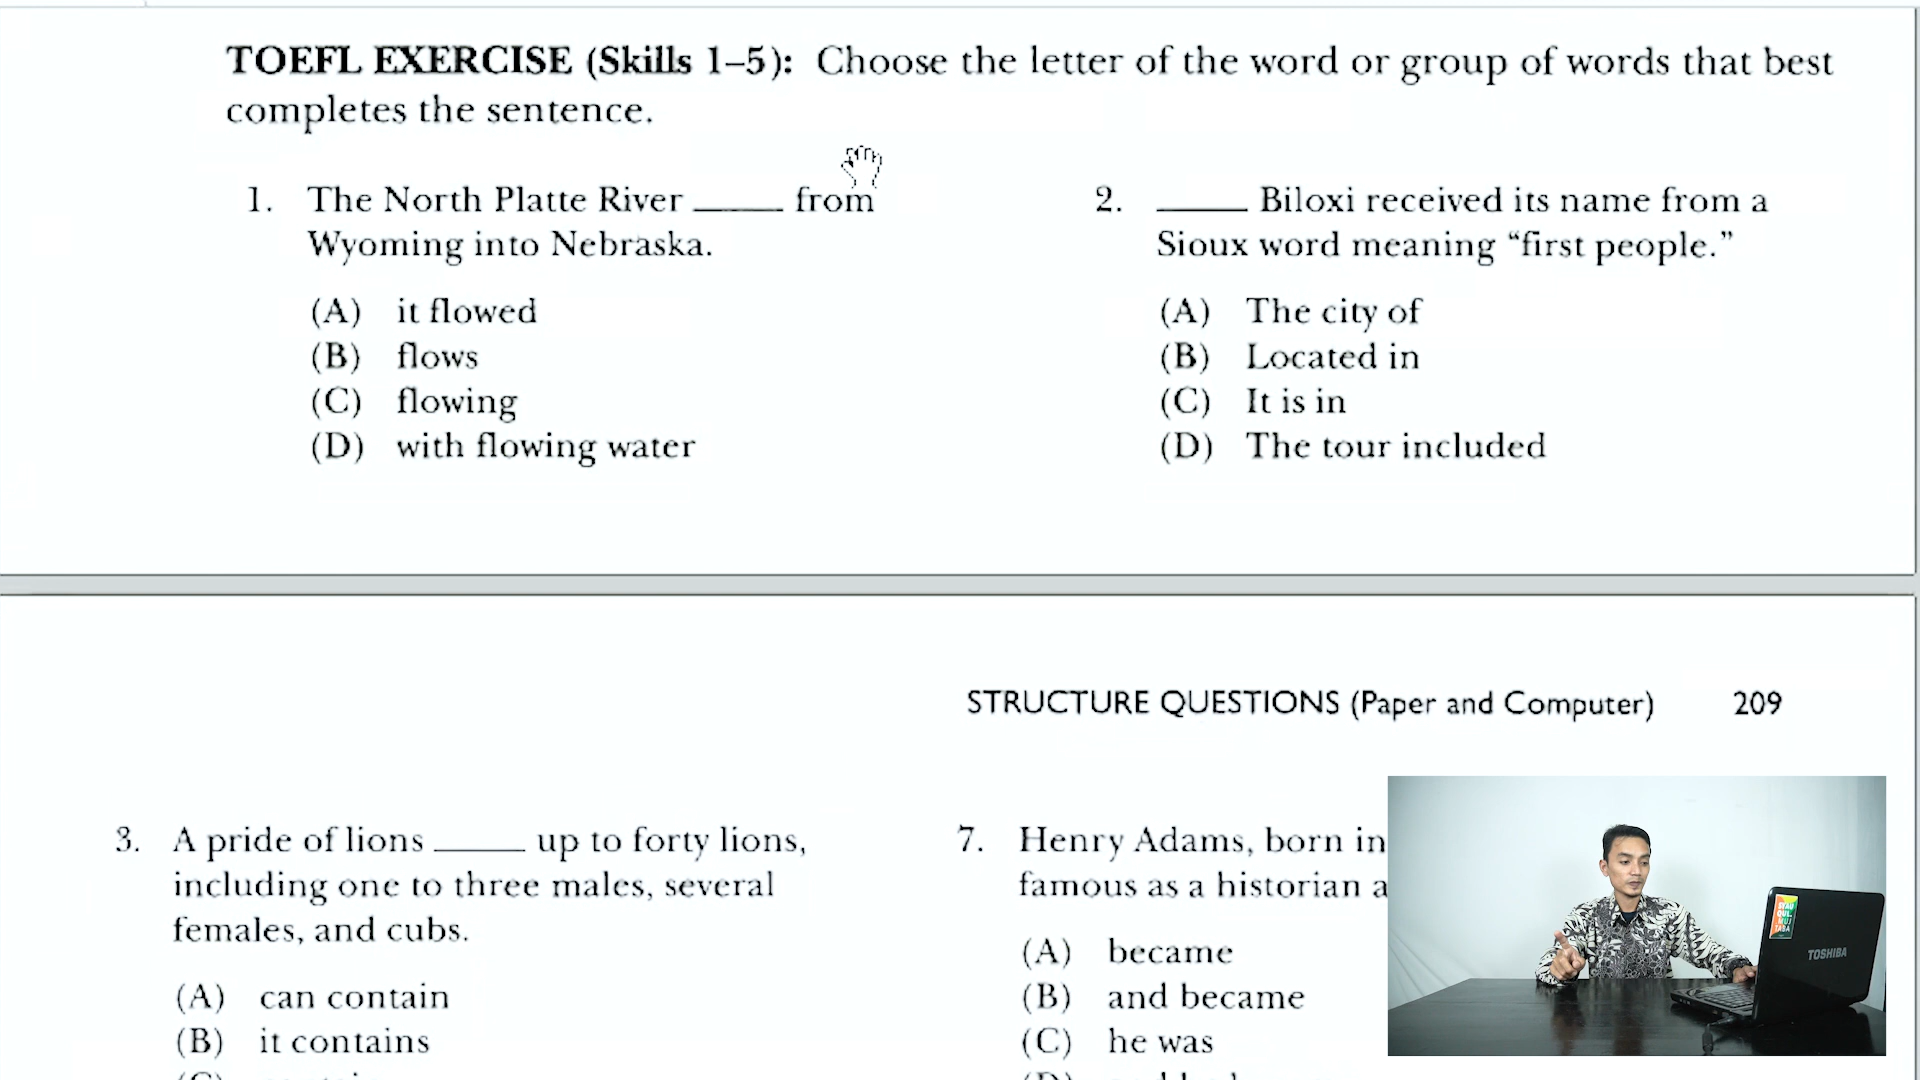 TOEFL EXERCISE (Skills 1–5): Choose the letter of the word or group of words that best
completes the sentence.
1. The North Platte River _____ from
Wyoming into Nebraska.
(A) it flowed
(B) flows
(C) flowing
(D) with flowing water
2. _____ Biloxi received its name from a
Sioux word meaning “first people.”
(A) The city of
(B) Located in
(C) It is in
(D) The tour included
STRUCTURE QUESTIONS (Paper and Computer) 209
3. A pride of lions _____ up to forty lions,
including one to three males, several
females, and cubs.
(A) can contain
(B) it contains
7. Henry Adams, born in
famous as a historian a
(A) became
(B) and became
(C) he was
TOSHIBA